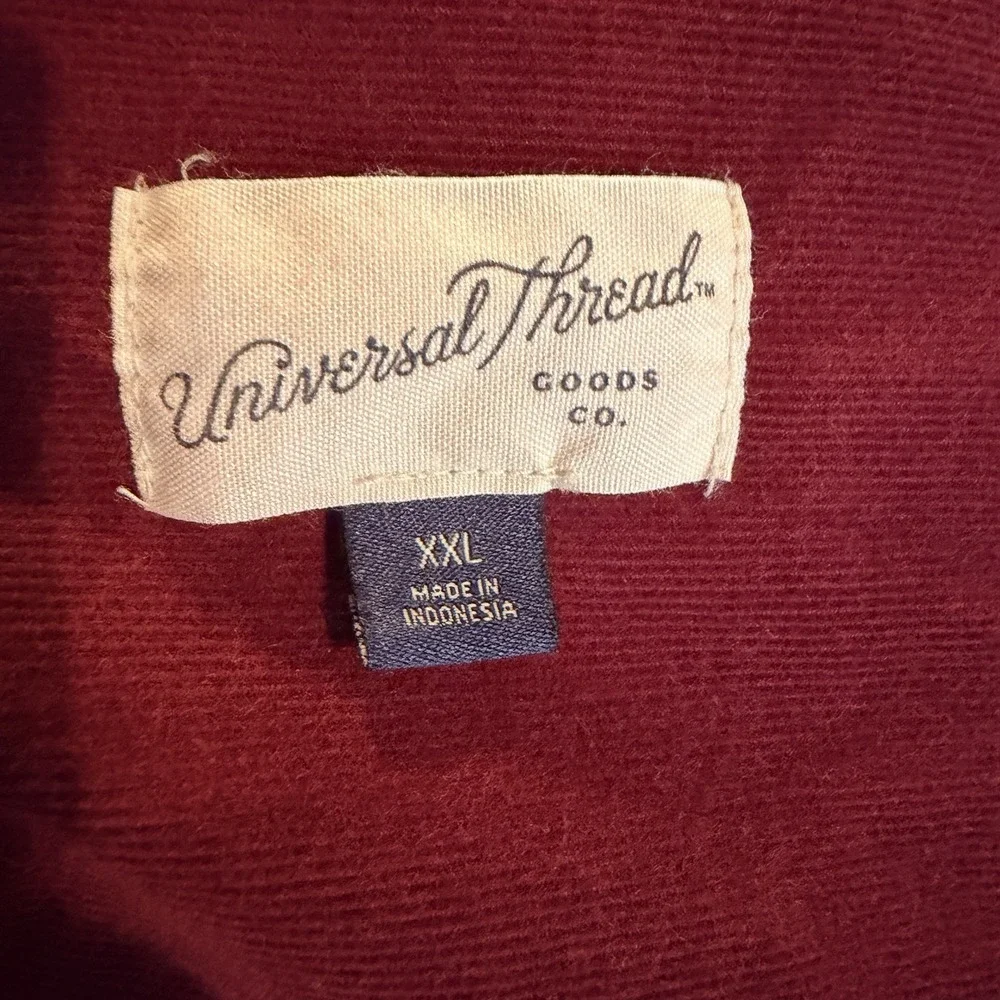 Universal Thread™
GOODS
CO.
XXL
MADE IN
INDONESIA